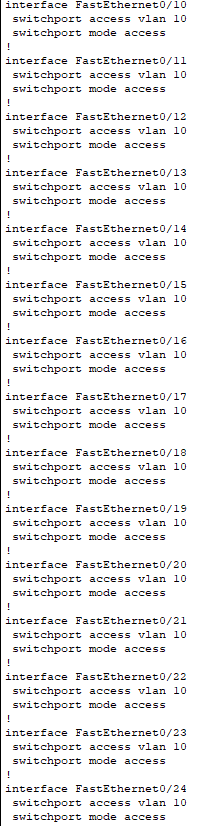 interface FastEthernet0/10
switchport access vlan 10
switchport mode access
!
interface FastEthernet0/11
switchport access vlan 10
switchport mode access
!
interface FastEthernet0/12
switchport access vlan 10
switchport mode access
!
interface FastEthernet0/13
switchport access vlan 10
switchport mode access
!
interface FastEthernet0/14
switchport access vlan 10
switchport mode access
!
interface FastEthernet0/15
switchport access vlan 10
switchport mode access
!
interface FastEthernet0/16
switchport access vlan 10
switchport mode access
!
interface FastEthernet0/17
switchport access vlan 10
switchport mode access
!
interface FastEthernet0/18
switchport access vlan 10
switchport mode access
!
interface FastEthernet0/19
switchport access vlan 10
switchport mode access
!
interface FastEthernet0/20
switchport access vlan 10
switchport mode access
!
interface FastEthernet0/21
switchport access vlan 10
switchport mode access
!
interface FastEthernet0/22
switchport access vlan 10
switchport mode access
!
interface FastEthernet0/23
switchport access vlan 10
switchport mode access
!
interface FastEthernet0/24
switchport access vlan 10
switchport mode access